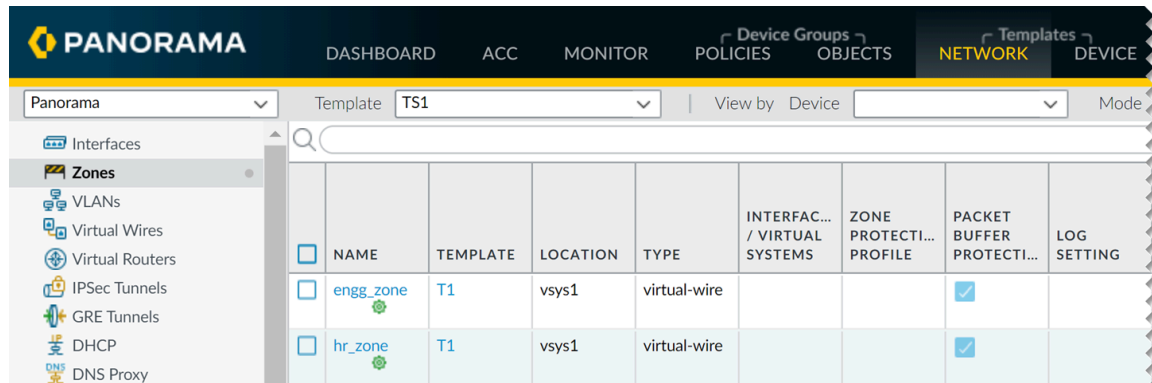 PANORAMA
DASHBOARD ACC MONITOR Device Groups POLICIES OBJECTS Templates NETWORK DEVICE
Panorama Template TS1 View by Device Mode
Interfaces
Zones
VLANs
Virtual Wires
Virtual Routers
IPSec Tunnels
GRE Tunnels
DHCP
DNS Proxy
NAME TEMPLATE LOCATION TYPE INTERFAC... / VIRTUAL SYSTEMS ZONE PROTECTI... PROFILE PACKET BUFFER PROTECTI... LOG SETTING
engg_zone T1 vsys1 virtual-wire
hr_zone T1 vsys1 virtual-wire